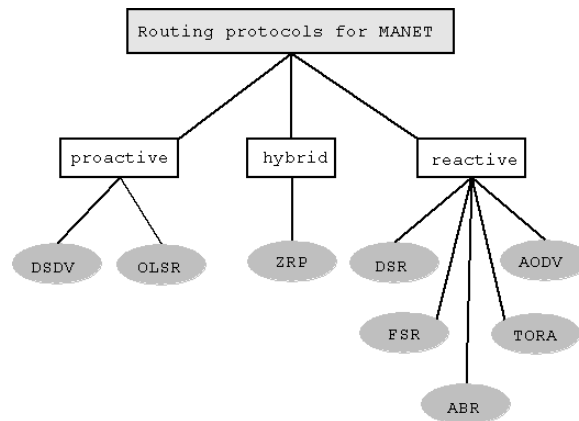 Routing protocols for MANET
proactive
hybrid
reactive
DSDV
OLSR
ZRP
DSR
AODV
FSR
TORA
ABR